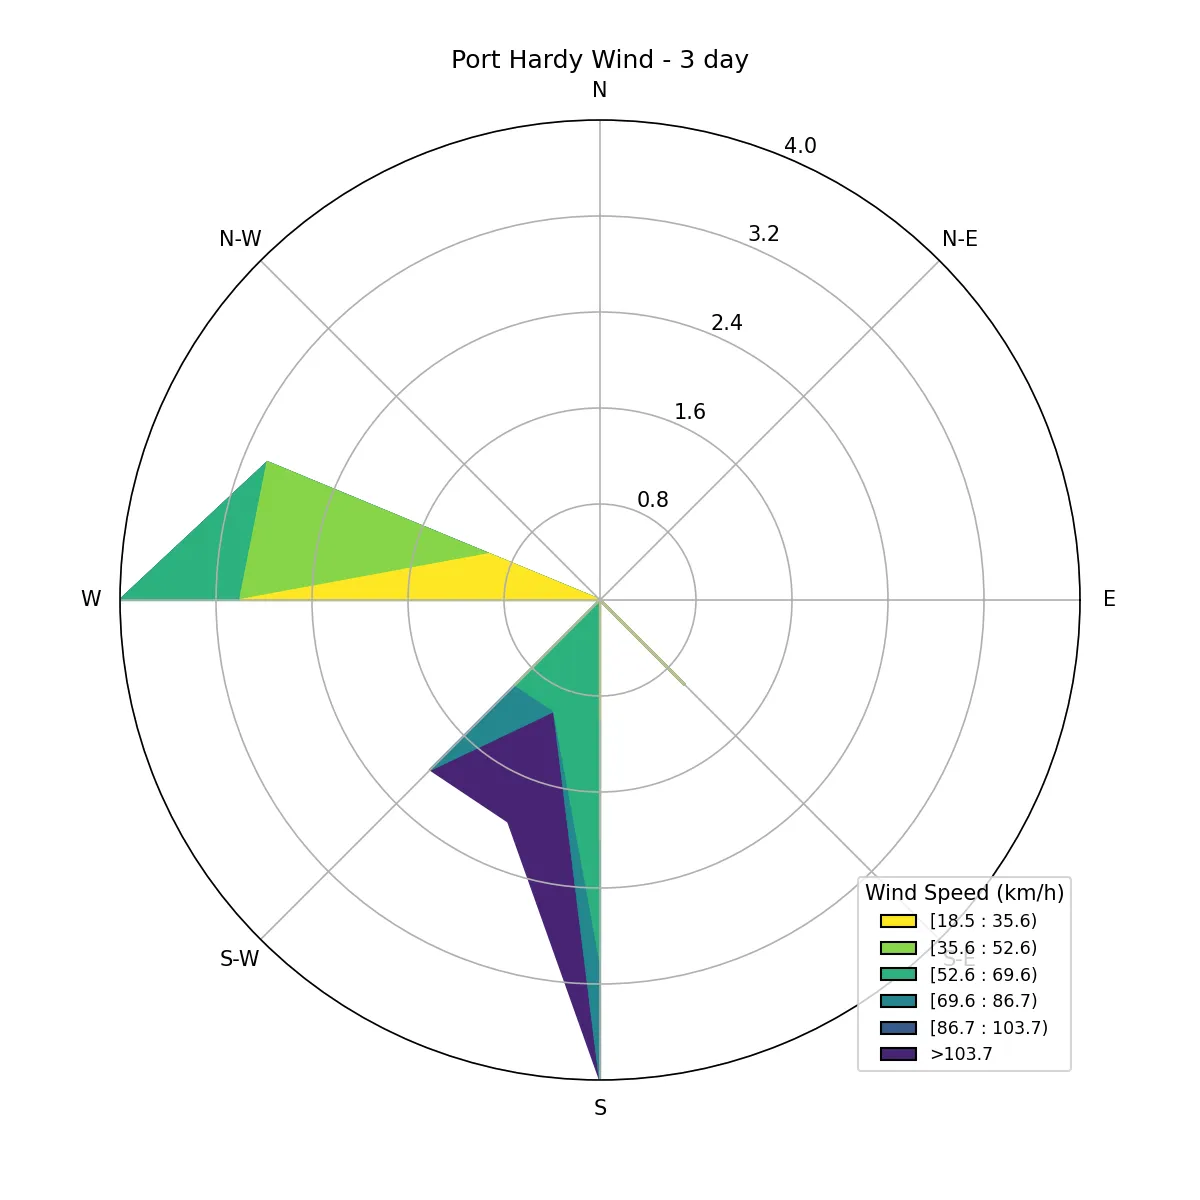 Port Hardy Wind - 3 day
N
4.0
N-W
N-E
3.2
2.4
1.6
0.8
W
E
S-W
S-E
S
Wind Speed (km/h)
[18.5 : 35.6)
[35.6 : 52.6)
[52.6 : 69.6)
[69.6 : 86.7)
[86.7 : 103.7)
>103.7